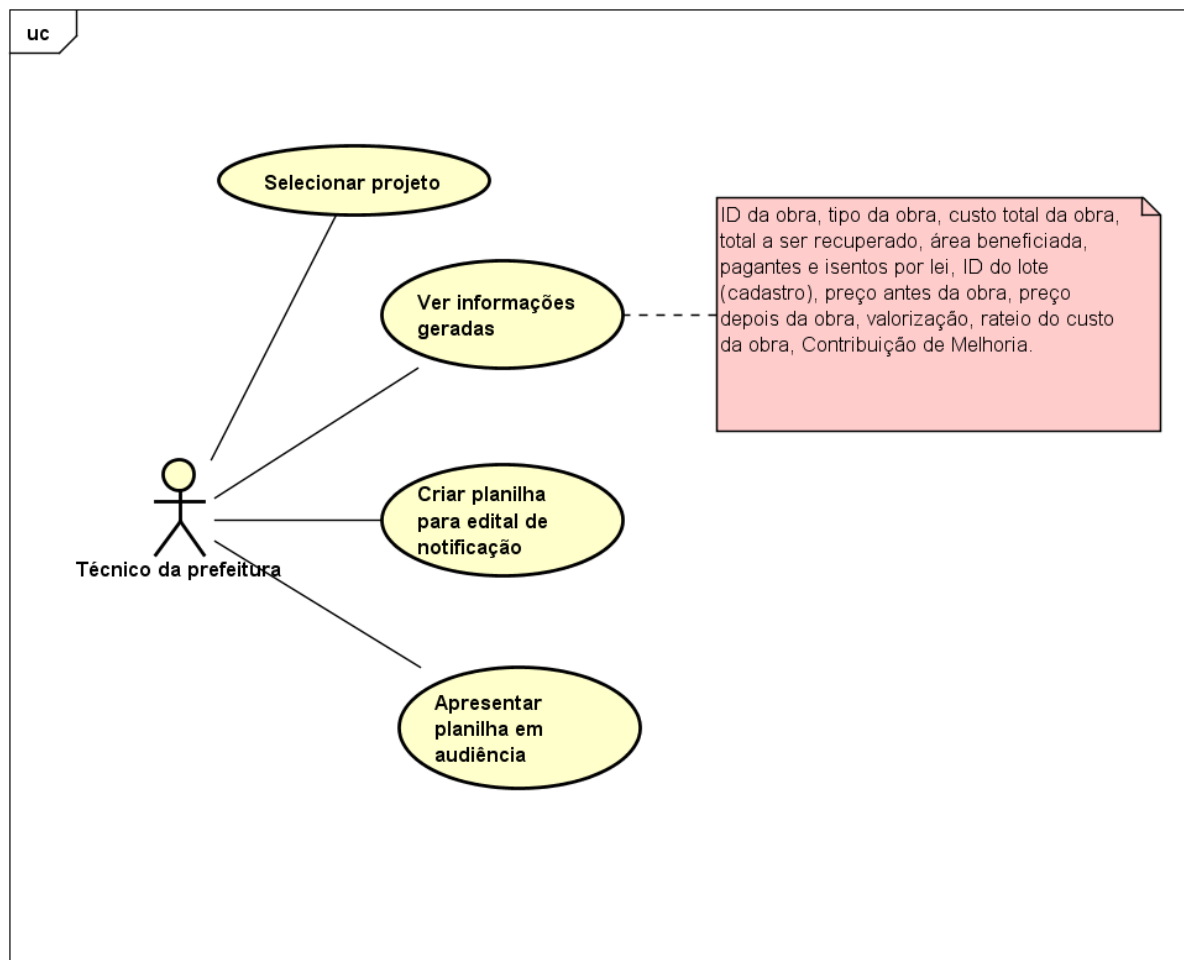 uc
Selecionar projeto
ID da obra, tipo da obra, custo total da obra,
total a ser recuperado, área beneficiada,
pagantes e isentos por lei, ID do lote
(cadastro), preço antes da obra, preço
depois da obra, valorização, rateio do custo
da obra, Contribuição de Melhoria.
Ver informações
geradas
Criar planilha
para edital de
notificação
Técnico da prefeitura
Apresentar
planilha em
audiência